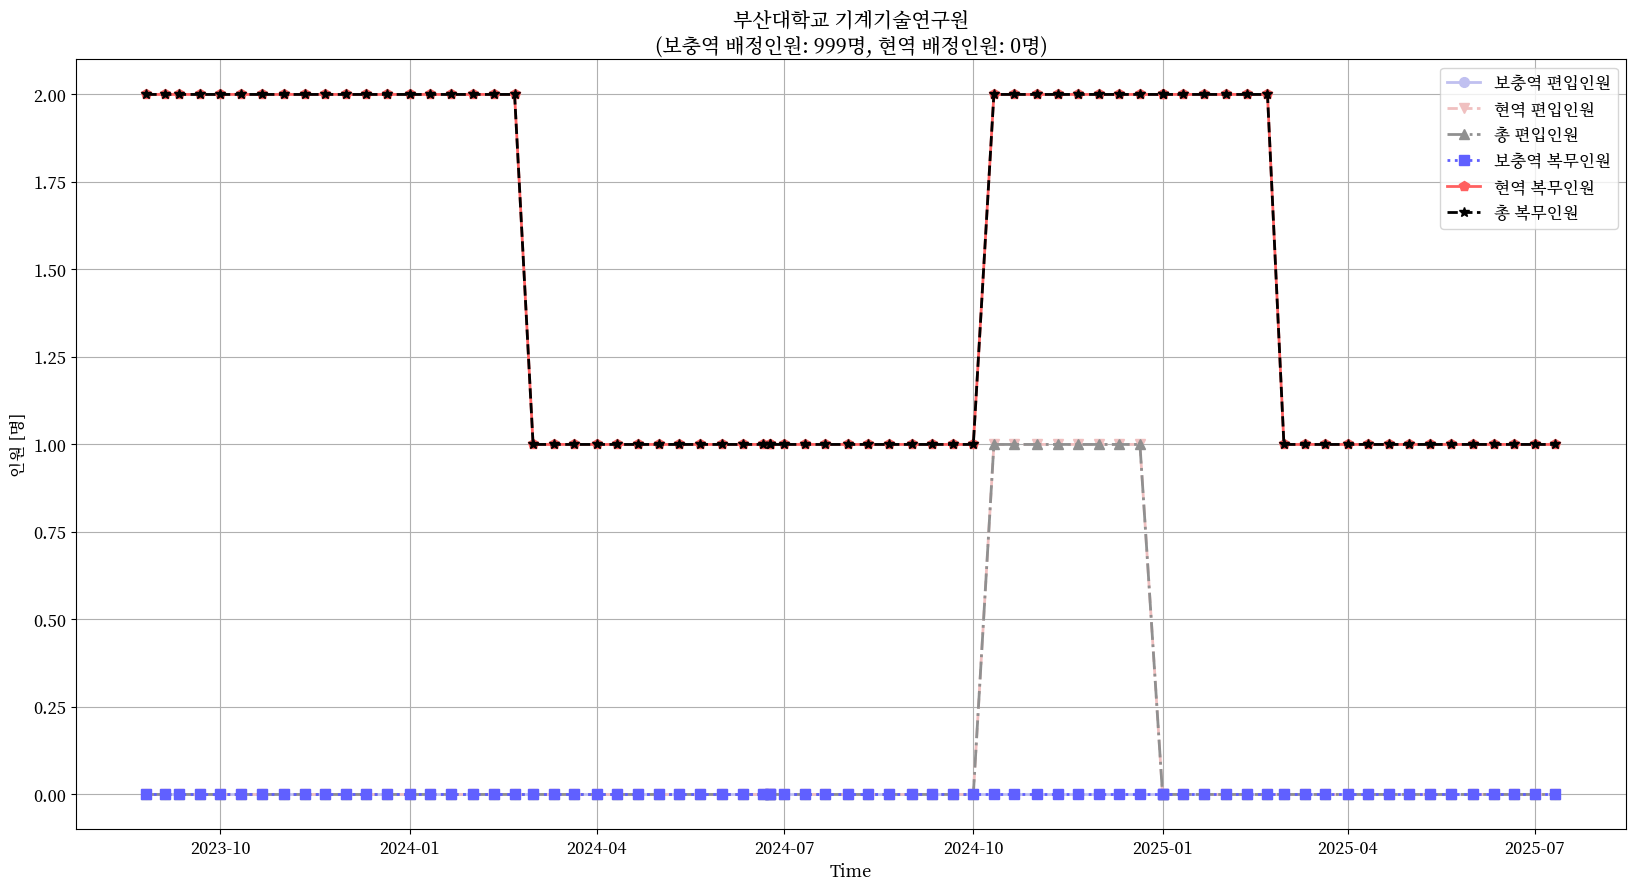 부산대학교 기계기술연구원
(보충역 배정인원: 999명, 현역 배정인원: 0명)
보충역 편입인원
현역 편입인원
총 편입인원
보충역 복무인원
현역 복무인원
총 복무인원
인원 [명]
2.00
1.75
1.50
1.25
1.00
0.75
0.50
0.25
0.00
2023-10
2024-01
2024-04
2024-07
2024-10
2025-01
2025-04
2025-07
Time